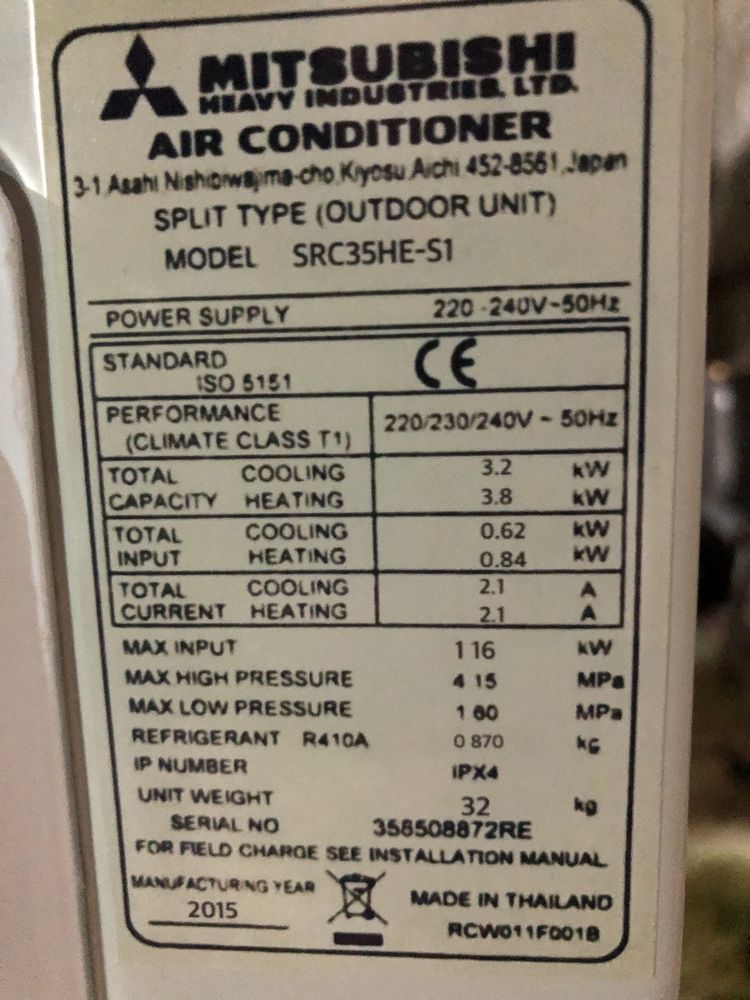 MITSUBISHI
HEAVY INDUSTRIES, LTD.
AIR CONDITIONER
3-1 Asahi Nishibiwajima-cho Kiyosu Aichi 452-8561 Japan
SPLIT TYPE (OUTDOOR UNIT)
MODEL SRC35HE-S1
POWER SUPPLY 220-240V~50Hz
STANDARD
ISO 5151 CE
PERFORMANCE
(CLIMATE CLASS T1) 220/230/240V ~ 50Hz
TOTAL COOLING 3.2 kW
CAPACITY HEATING 3.8 kW
TOTAL COOLING 0.62 kW
INPUT HEATING 0.84 kW
TOTAL COOLING 2.1 A
CURRENT HEATING 2.1 A
MAX INPUT 1 16 kW
MAX HIGH PRESSURE 4 15 MPa
MAX LOW PRESSURE 1 60 MPa
REFRIGERANT R410A 0 870 kg
IP NUMBER IPX4
UNIT WEIGHT 32 kg
SERIAL NO 358508872RE
FOR FIELD CHARGE SEE INSTALLATION MANUAL
MANUFACTURING YEAR
2015
MADE IN THAILAND
RCW011F001B